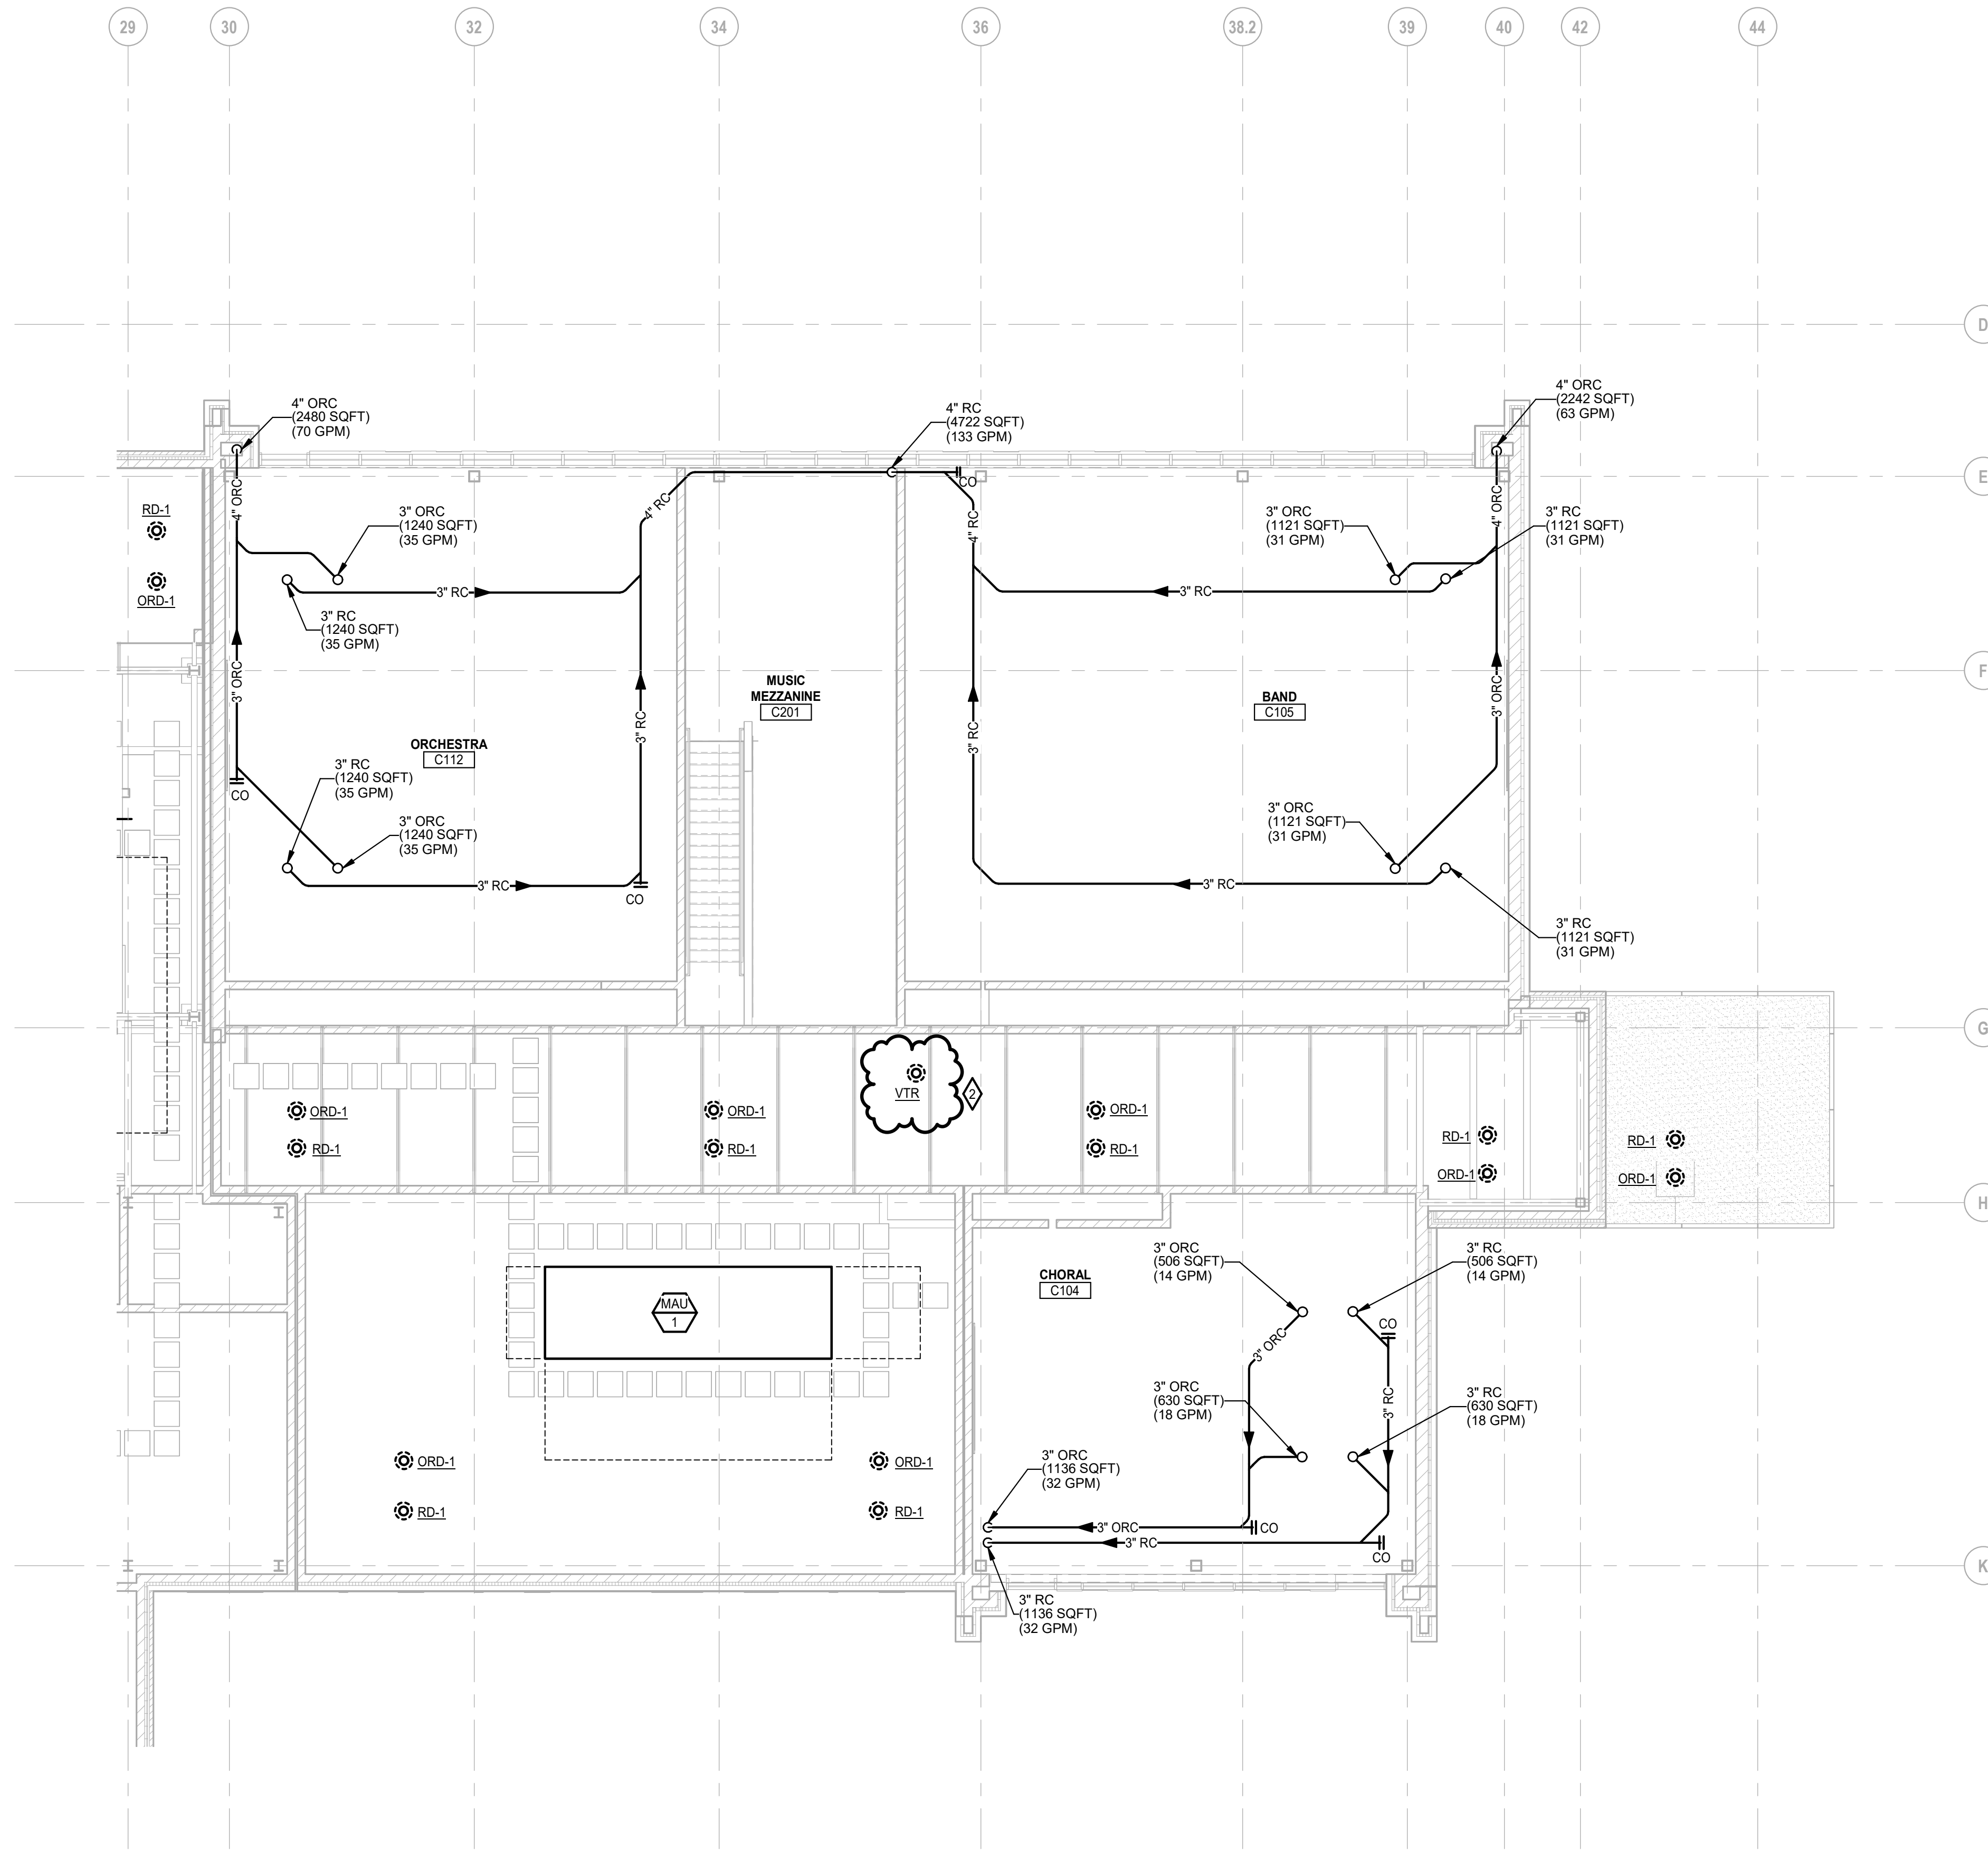 29
30
32
34
36
38.2
39
40
42
44
D
4" ORC
(2480 SQFT)
(70 GPM)
4" RC
(4722 SQFT)
(133 GPM)
4" ORC
(2242 SQFT)
(63 GPM)
E
CO
4" ORC
4" RC
4" RC
4" ORC
RD-1
ORD-1
3" ORC
(1240 SQFT)
(35 GPM)
3" ORC
(1121 SQFT)
(31 GPM)
3" RC
(1121 SQFT)
(31 GPM)
3" RC
3" RC
3" RC
(1240 SQFT)
(35 GPM)
F
3" ORC
3" RC
3" RC
3" ORC
MUSIC
MEZZANINE
C201
BAND
C105
ORCHESTRA
C112
3" RC
(1240 SQFT)
(35 GPM)
CO
3" ORC
(1240 SQFT)
(35 GPM)
3" ORC
(1121 SQFT)
(31 GPM)
3" RC
3" RC
CO
3" RC
(1121 SQFT)
(31 GPM)
G
VTR
2
ORD-1
RD-1
ORD-1
RD-1
ORD-1
RD-1
RD-1
ORD-1
RD-1
ORD-1
H
MAU
1
CHORAL
C104
3" ORC
(506 SQFT)
(14 GPM)
3" RC
(506 SQFT)
(14 GPM)
CO
3" ORC
3" RC
3" ORC
(630 SQFT)
(18 GPM)
3" RC
(630 SQFT)
(18 GPM)
ORD-1
RD-1
ORD-1
RD-1
3" ORC
(1136 SQFT)
(32 GPM)
3" ORC
CO
3" RC
CO
K
3" RC
(1136 SQFT)
(32 GPM)